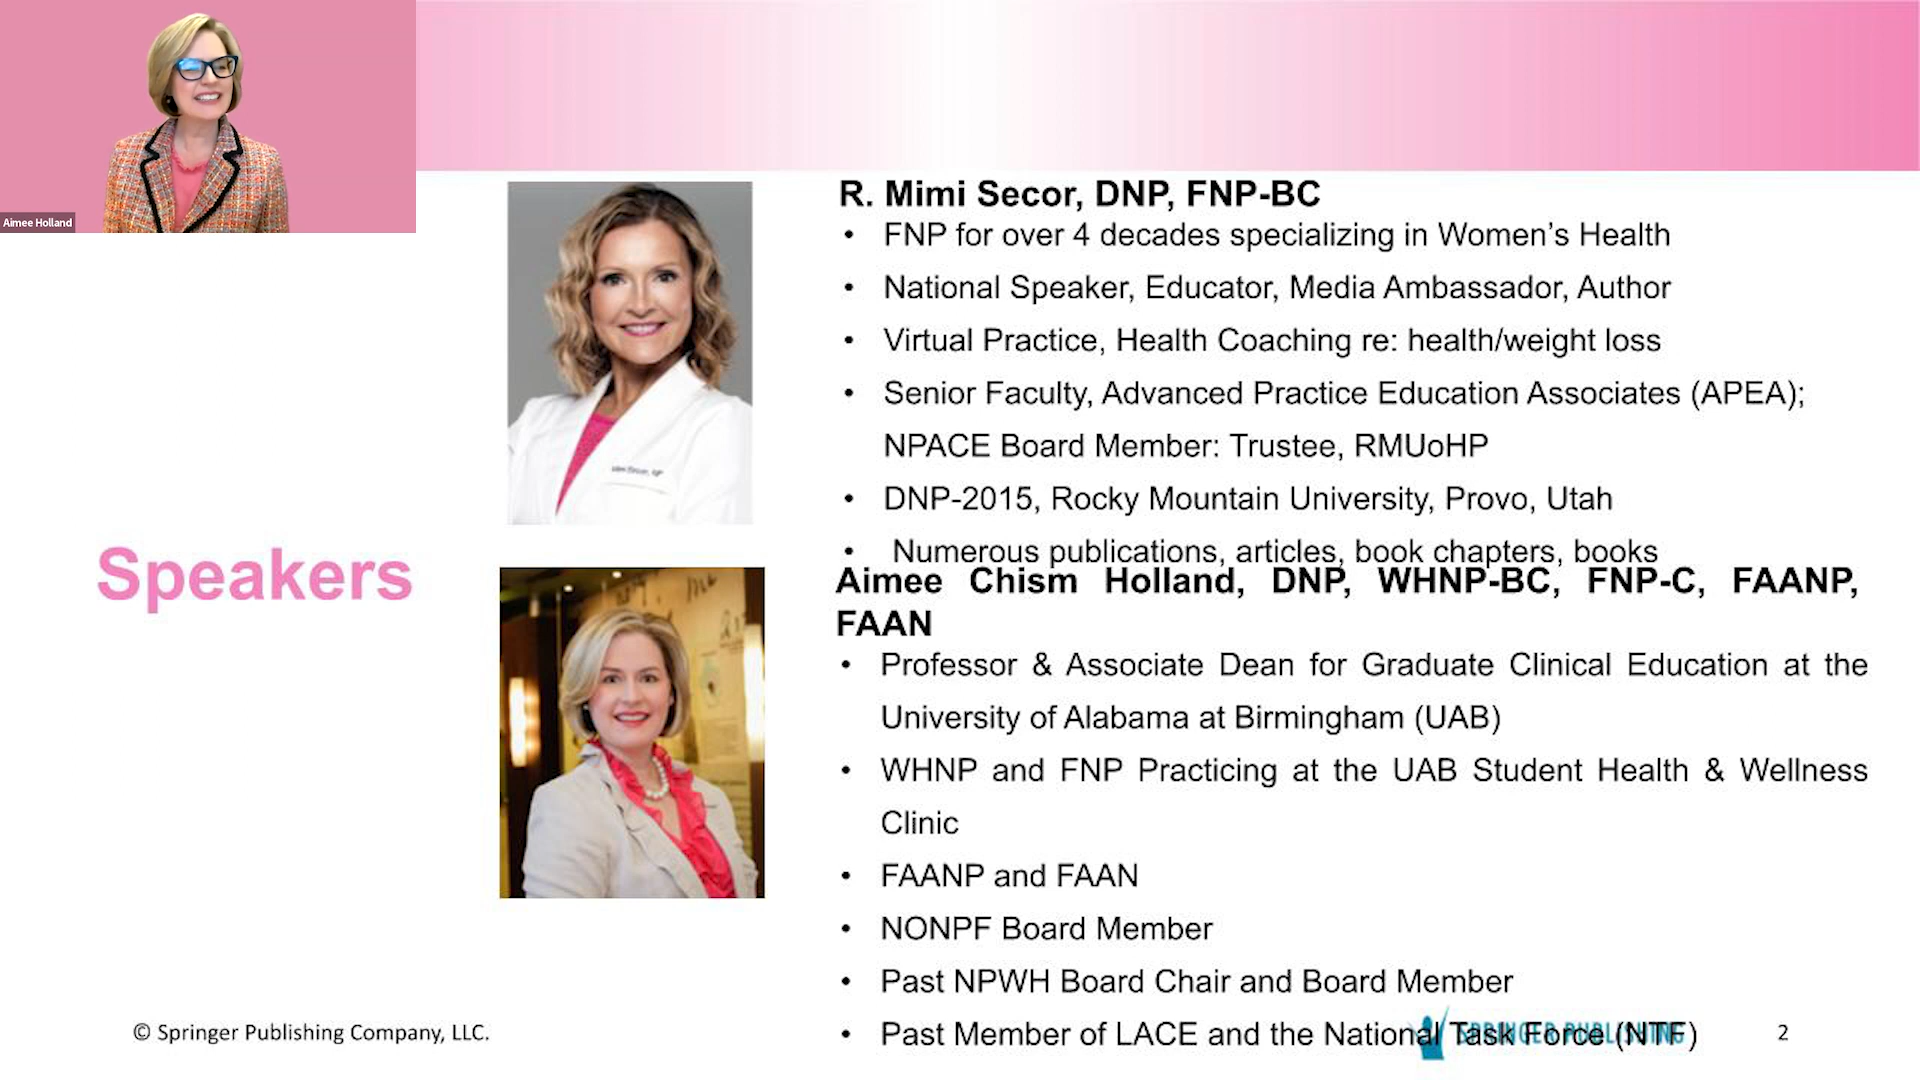 Aimee Holland
R. Mimi Secor, DNP, FNP-BC
• FNP for over 4 decades specializing in Women’s Health
• National Speaker, Educator, Media Ambassador, Author
• Virtual Practice, Health Coaching re: health/weight loss
• Senior Faculty, Advanced Practice Education Associates (APEA);
NPACE Board Member: Trustee, RMUoHP
• DNP-2015, Rocky Mountain University, Provo, Utah
• Numerous publications, articles, book chapters, books
Speakers
Aimee Chism Holland, DNP, WHNP-BC, FNP-C, FAANP,
FAAN
• Professor & Associate Dean for Graduate Clinical Education at the
University of Alabama at Birmingham (UAB)
• WHNP and FNP Practicing at the UAB Student Health & Wellness
Clinic
• FAANP and FAAN
• NONPF Board Member
• Past NPWH Board Chair and Board Member
• Past Member of LACE and the National Task Force (NTF)
SPRINGER PUBLISHING
© Springer Publishing Company, LLC.
2